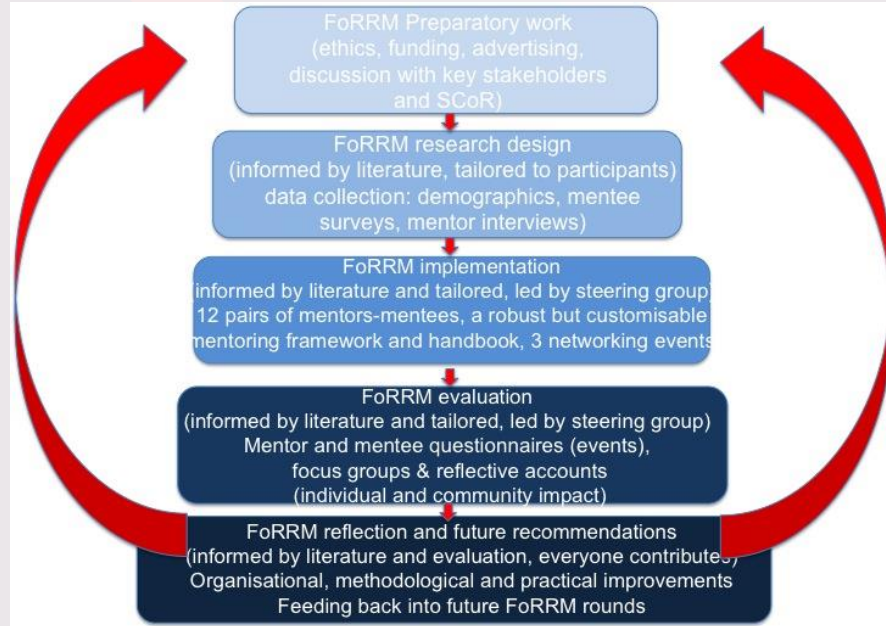 FoRRM Preparatory work
(ethics, funding, advertising,
discussion with key stakeholders
and SCoR)
FoRRM research design
(informed by literature, tailored to participants)
data collection: demographics, mentee
surveys, mentor interviews)
FoRRM implementation
(informed by literature and tailored, led by steering group)
12 pairs of mentors-mentees, a robust but customisable
mentoring framework and handbook, 3 networking events
FoRRM evaluation
(informed by literature and tailored, led by steering group)
Mentor and mentee questionnaires (events),
focus groups & reflective accounts
(individual and community impact)
FoRRM reflection and future recommendations
(informed by literature and evaluation, everyone contributes)
Organisational, methodological and practical improvements
Feeding back into future FoRRM rounds